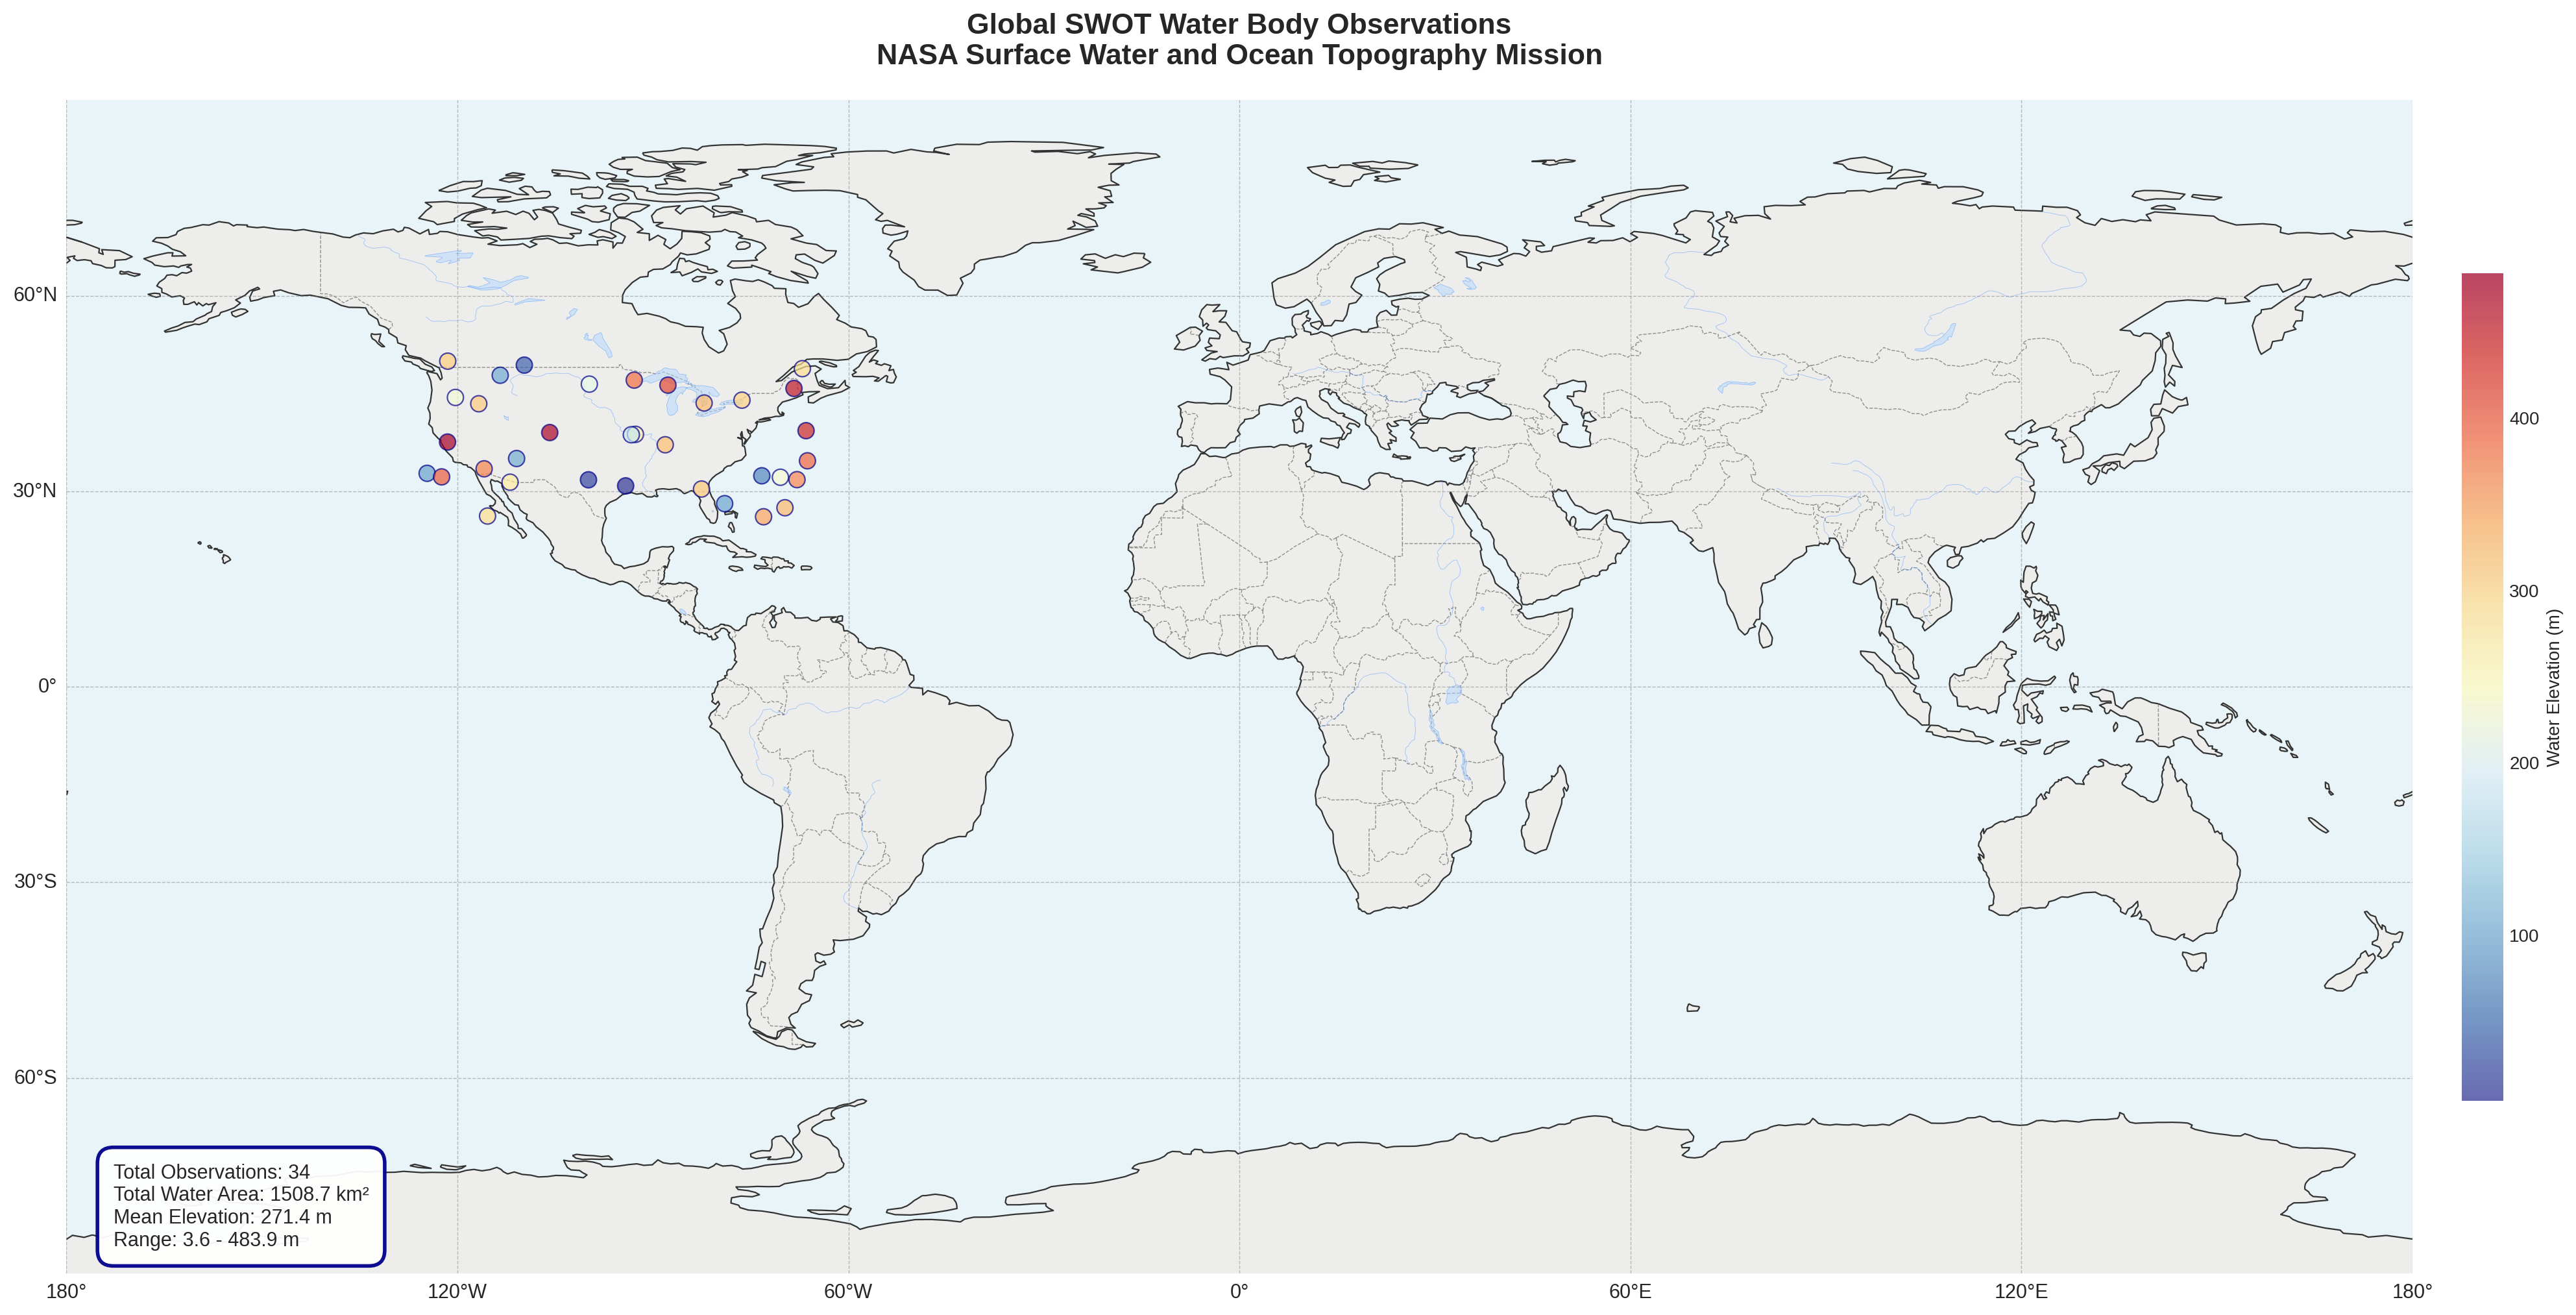 Global SWOT Water Body Observations
NASA Surface Water and Ocean Topography Mission
60°N
30°N
0°
30°S
60°S
180°
120°W
60°W
0°
60°E
120°E
180°
400
300
200
100
Water Elevation (m)
Total Observations: 34
Total Water Area: 1508.7 km²
Mean Elevation: 271.4 m
Range: 3.6 - 483.9 m